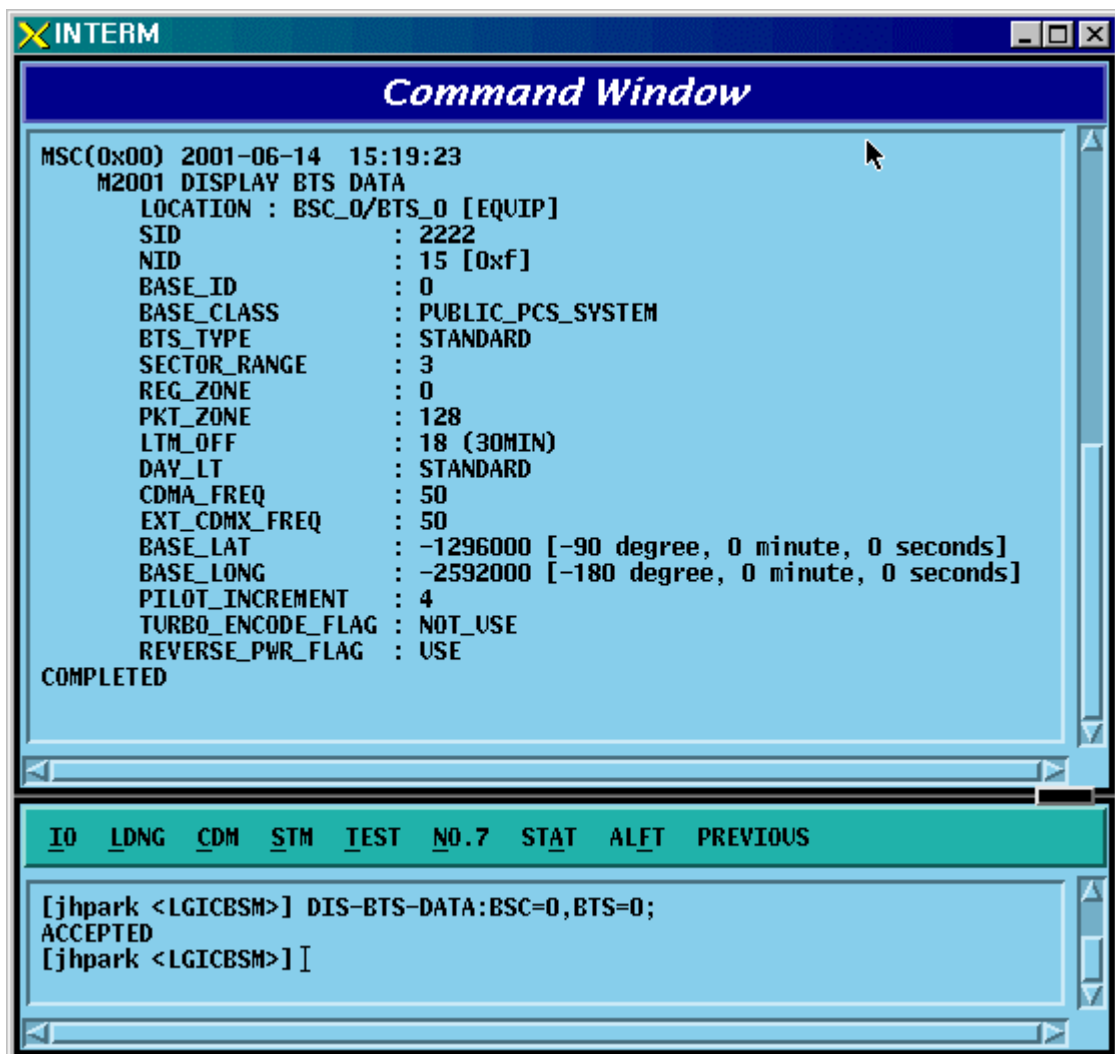 INTERM
Command Window
MSC(0x00) 2001-06-14 15:19:23
M2001 DISPLAY BTS DATA
LOCATION : BSC_0/BTS_0 [EQUIP]
SID : 2222
NID : 15 [0xf]
BASE_ID : 0
BASE_CLASS : PUBLIC_PCS_SYSTEM
BTS_TYPE : STANDARD
SECTOR_RANGE : 3
REG_ZONE : 0
PKT_ZONE : 128
LTM_OFF : 18 (30MIN)
DAY_LT : STANDARD
CDMA_FREQ : 50
EXT_CDMX_FREQ : 50
BASE_LAT : -1296000 [-90 degree, 0 minute, 0 seconds]
BASE_LONG : -2592000 [-180 degree, 0 minute, 0 seconds]
PILOT_INCREMENT : 4
TURBO_ENCODE_FLAG : NOT_USE
REVERSE_PWR_FLAG : USE
COMPLETED
IO LDNG CDM STM TEST NO.7 STAT ALFT PREVIOUS
[jhpark <LGICBSM>] DIS-BTS-DATA:BSC=0,BTS=0;
ACCEPTED
[jhpark <LGICBSM>]